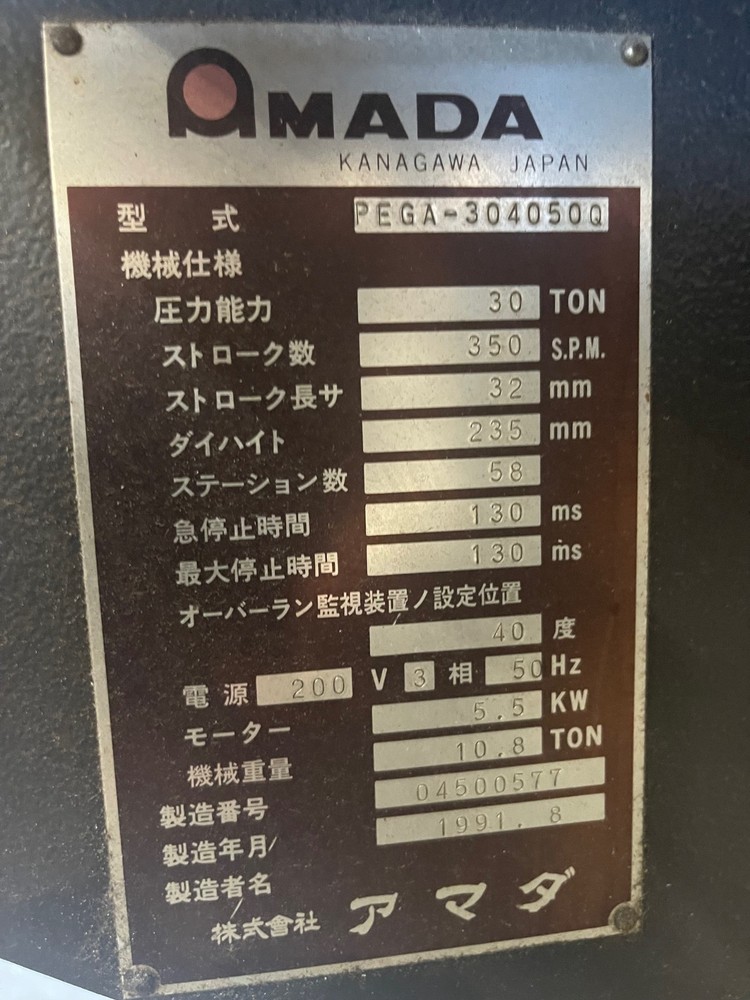 AMADA
KANAGAWA JAPAN
型 式 PEGA-304050Q
機械仕様
圧力能力 30 TON
ストローク数 350 S.P.M.
ストローク長サ 32 mm
ダイハイト 235 mm
ステーション数 58
急停止時間 130 ms
最大停止時間 130 ms
オーバーラン監視装置ノ設定位置
40 度
電源 200 V 3 相 50 Hz
モーター 5.5 KW
機械重量 10.8 TON
製造番号 04500577
製造年月 1991. 8
製造者名
株式會社 アマダ